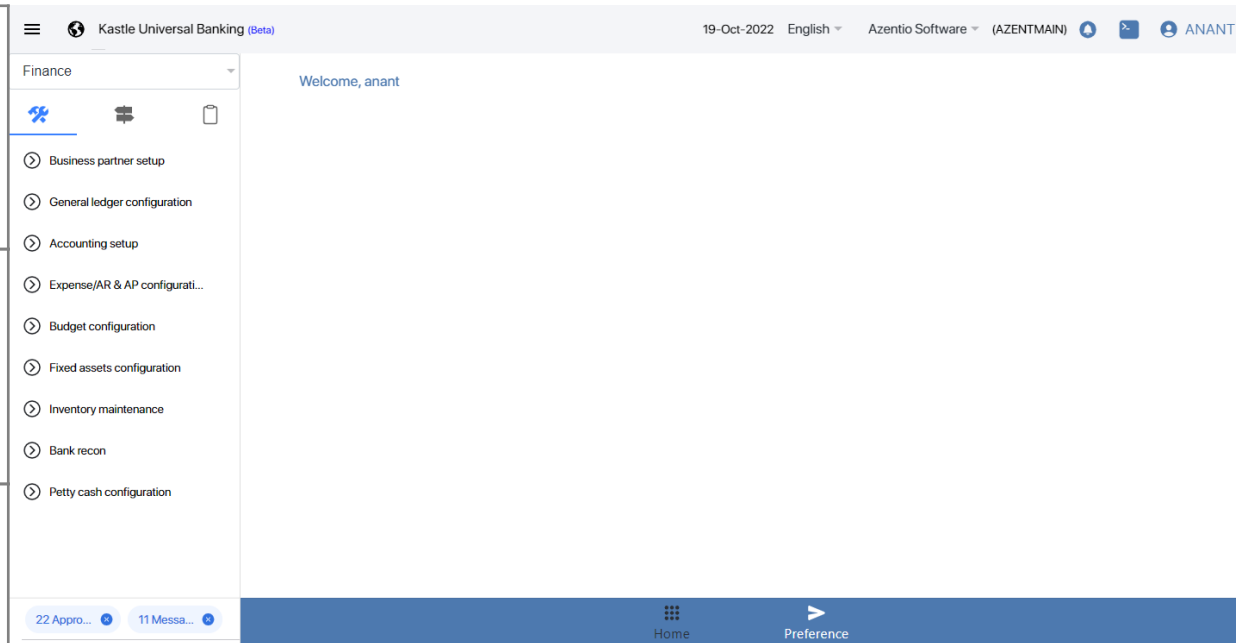 Kastle Universal Banking (Beta)
19-Oct-2022 English Azentio Software (AZENTMAIN) ANANT
Finance
Welcome, anant
Business partner setup
General ledger configuration
Accounting setup
Expense/AR & AP configurati...
Budget configuration
Fixed assets configuration
Inventory maintenance
Bank recon
Petty cash configuration
22 Appro... 11 Messa...
Home Preference